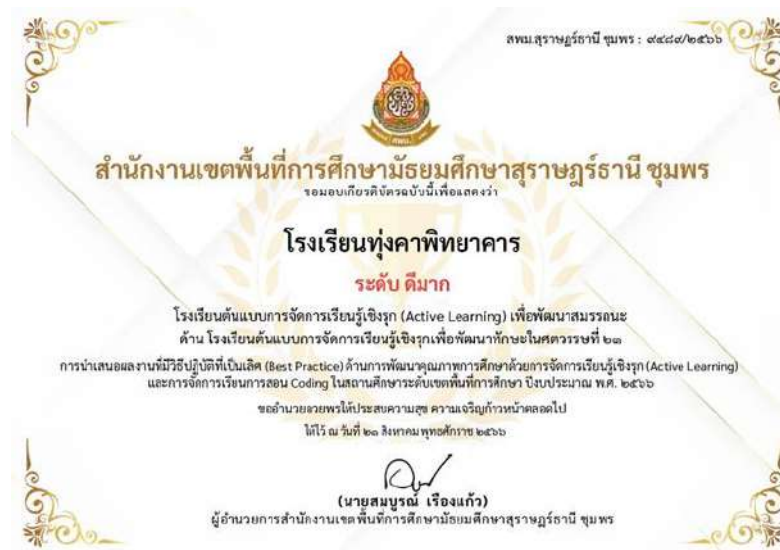 สพม.สุราษฎร์ธานี ชุมพร : ๙๔๘๙/๒๕๖๖
สพม.
สำนักงานเขตพื้นที่การศึกษามัธยมศึกษาสุราษฎร์ธานี ชุมพร
ขอมอบเกียรติบัตรฉบับนี้เพื่อแสดงว่า
โรงเรียนทุ่งคาพิทยาคาร
ระดับ ดีมาก
โรงเรียนต้นแบบการจัดการเรียนรู้เชิงรุก (Active Learning) เพื่อพัฒนาสมรรถนะ
ด้าน โรงเรียนต้นแบบการจัดการเรียนรู้เชิงรุกเพื่อพัฒนาทักษะในศตวรรษที่ ๒๑
การนำเสนอผลงานที่มีวิธีปฏิบัติที่เป็นเลิศ (Best Practice) ด้านการพัฒนาคุณภาพการศึกษาด้วยการจัดการเรียนรู้เชิงรุก (Active Learning)
และการจัดการเรียนการสอน Coding ในสถานศึกษาระดับเขตพื้นที่การศึกษา ปีงบประมาณ พ.ศ. ๒๕๖๖
ขออำนวยอวยพรให้ประสบความสุข ความเจริญก้าวหน้าตลอดไป
ให้ไว้ ณ วันที่ ๒๑ สิงหาคม พุทธศักราช ๒๕๖๖
(นายสมบูรณ์ เรืองแก้ว)
ผู้อำนวยการสำนักงานเขตพื้นที่การศึกษามัธยมศึกษาสุราษฎร์ธานี ชุมพร